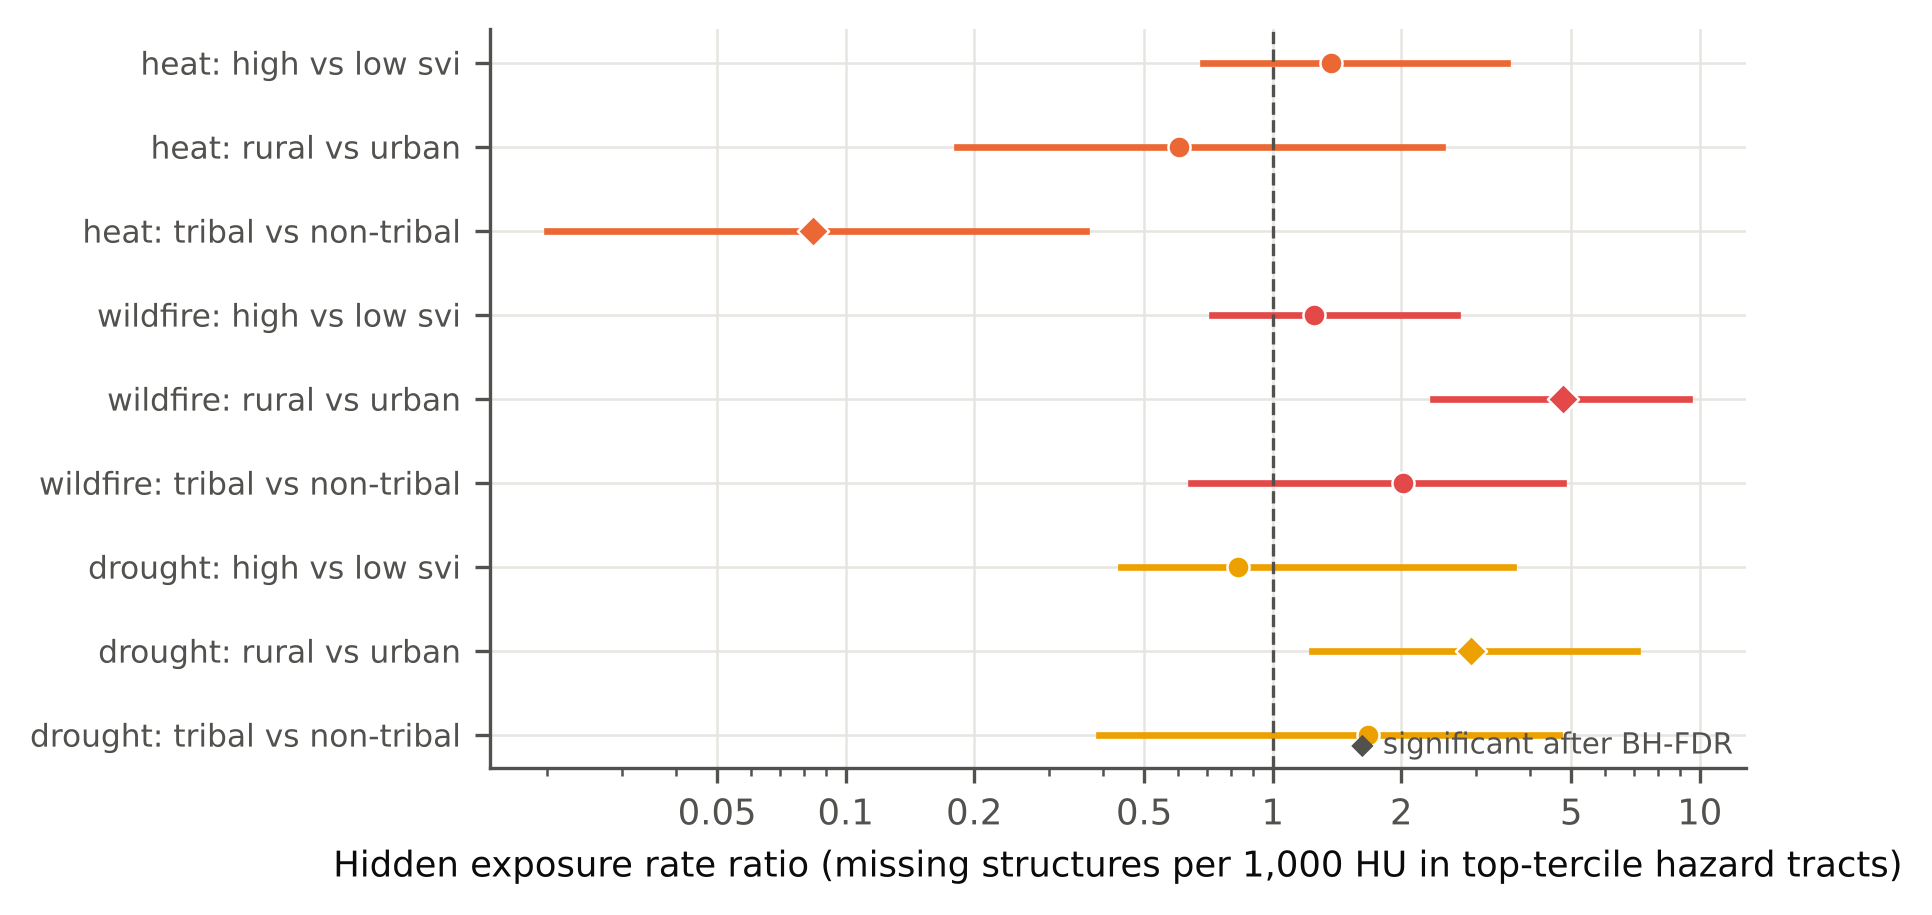 heat: high vs low svi
heat: rural vs urban
heat: tribal vs non-tribal
wildfire: high vs low svi
wildfire: rural vs urban
wildfire: tribal vs non-tribal
drought: high vs low svi
drought: rural vs urban
drought: tribal vs non-tribal
significant after BH-FDR
0.05 0.1 0.2 0.5 1 2 5 10
Hidden exposure rate ratio (missing structures per 1,000 HU in top-tercile hazard tracts)